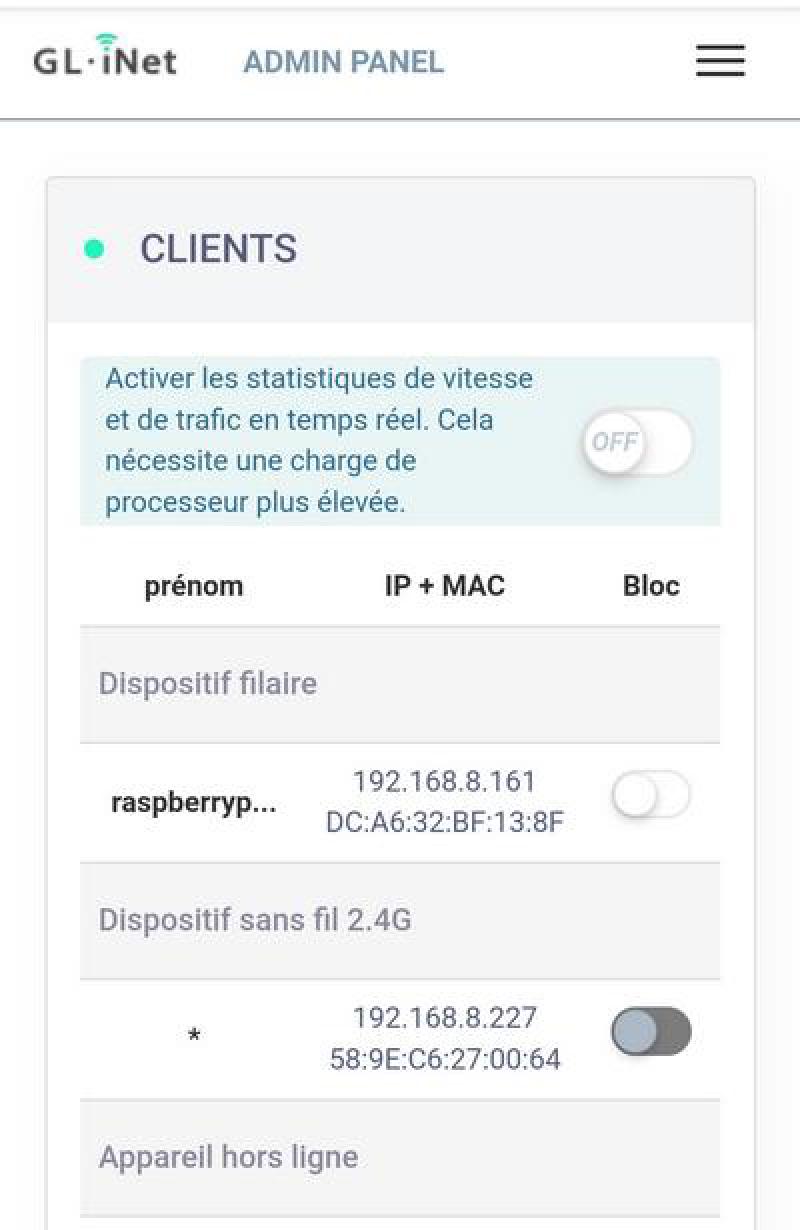 GL·iNet ADMIN PANEL
CLIENTS
Activer les statistiques de vitesse
et de trafic en temps réel. Cela
nécessite une charge de
processeur plus élevée.
OFF
prénom IP + MAC Bloc
Dispositif filaire
raspberryp... 192.168.8.161
DC:A6:32:BF:13:8F
Dispositif sans fil 2.4G
* 192.168.8.227
58:9E:C6:27:00:64
Appareil hors ligne